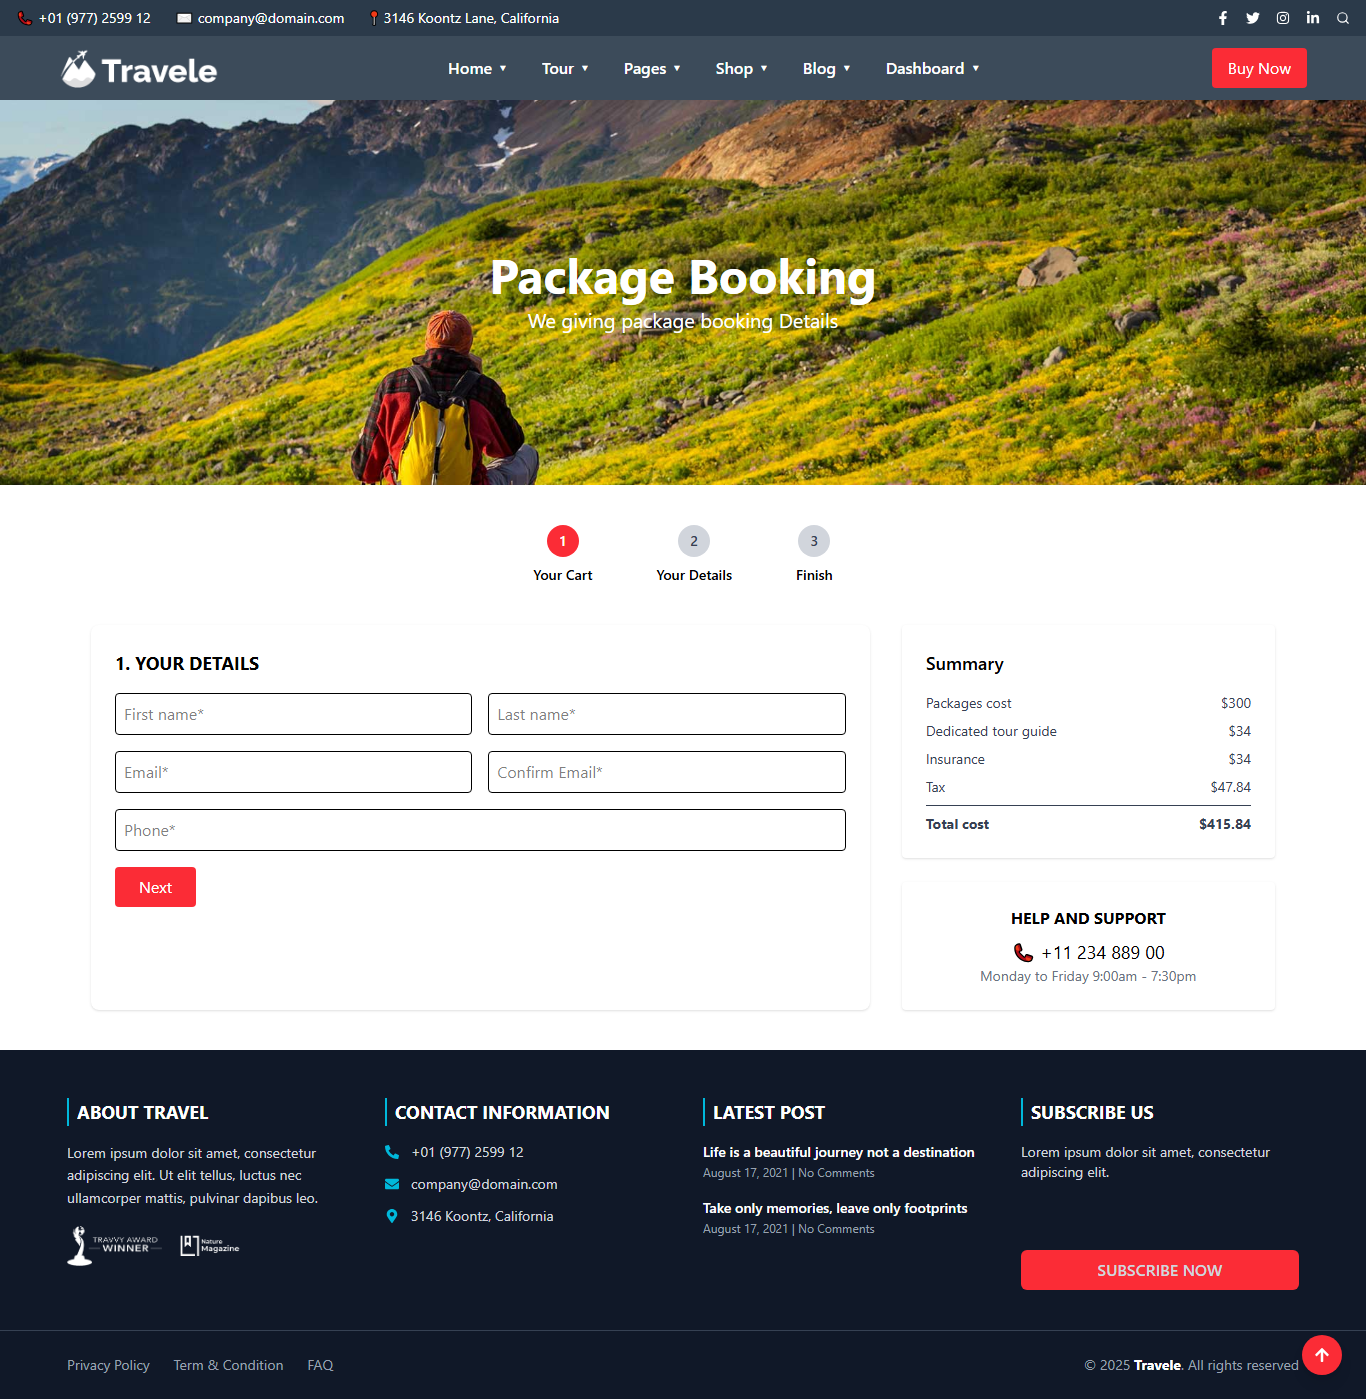 +01 (977) 2599 12
company@domain.com
3146 Koontz Lane, California
Travele
Home
Tour
Pages
Shop
Blog
Dashboard
Buy Now
Package Booking
We giving package booking Details
1
2
3
Your Cart
Your Details
Finish
1. YOUR DETAILS
First name*
Last name*
Email*
Confirm Email*
Phone*
Next
Summary
Packages cost $300
Dedicated tour guide $34
Insurance $34
Tax $47.84
Total cost $415.84
HELP AND SUPPORT
+11 234 889 00
Monday to Friday 9:00am - 7:30pm
ABOUT TRAVEL
Lorem ipsum dolor sit amet, consectetur
adipiscing elit. Ut elit tellus, luctus nec
ullamcorper mattis, pulvinar dapibus leo.
TRAVVY AWARD
WINNER
Nature
Magazine
CONTACT INFORMATION
+01 (977) 2599 12
company@domain.com
3146 Koontz, California
LATEST POST
Life is a beautiful journey not a destination
August 17, 2021 | No Comments
Take only memories, leave only footprints
August 17, 2021 | No Comments
SUBSCRIBE US
Lorem ipsum dolor sit amet, consectetur
adipiscing elit.
SUBSCRIBE NOW
Privacy Policy
Term & Condition
FAQ
© 2025 Travele. All rights reserved